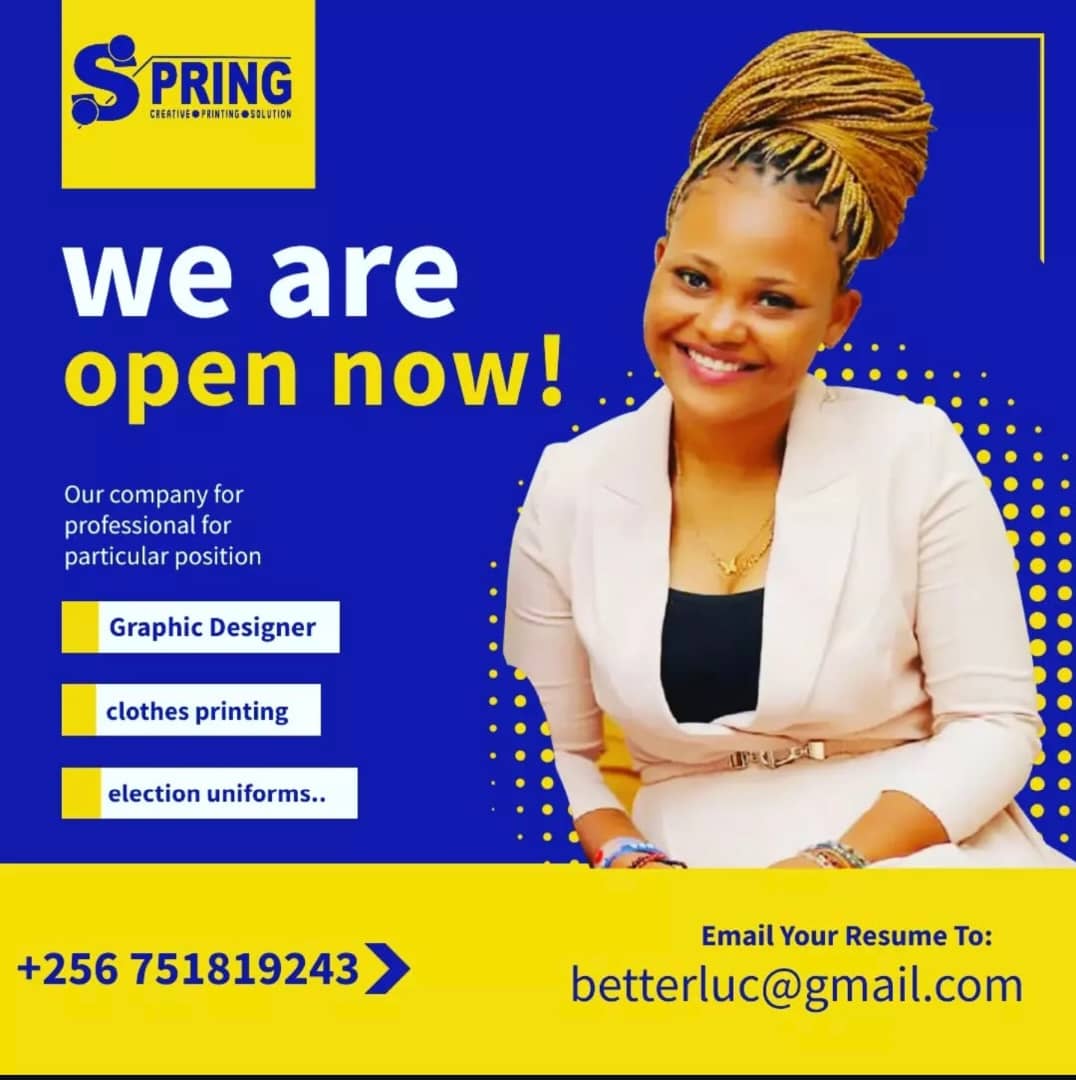 SPRING
CREATIVE●PRINTING●SOLUTION
we are
open now!
Our company for
professional for
particular position
Graphic Designer
clothes printing
election uniforms..
+256 751819243
Email Your Resume To:
betterluc@gmail.com